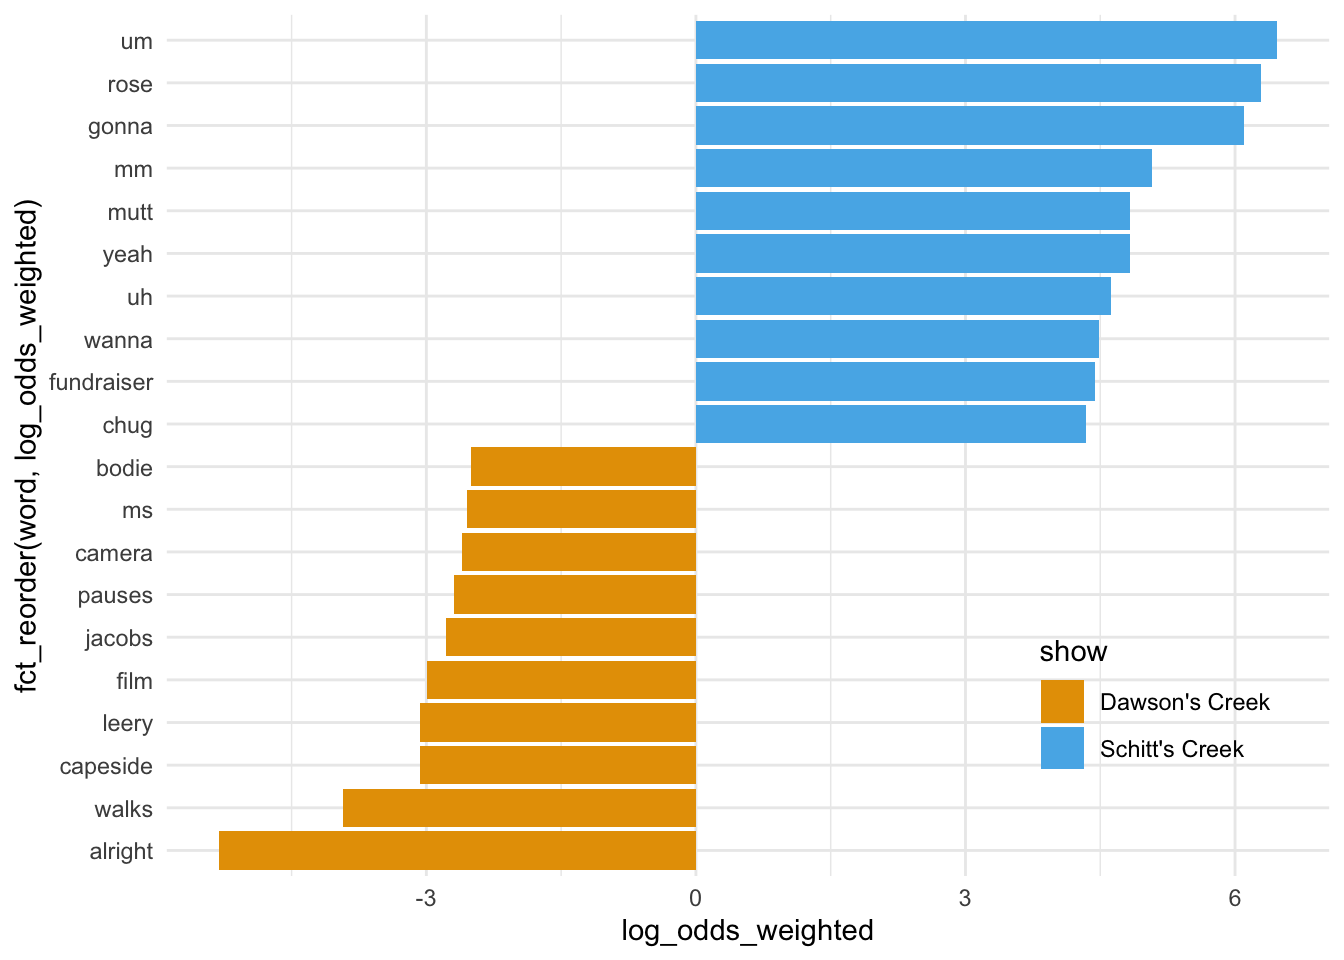 fct_reorder(word, log_odds_weighted)
um
rose
gonna
mm
mutt
yeah
uh
wanna
fundraiser
chug
bodie
ms
camera
pauses
jacobs
film
leery
capeside
walks
alright
show
Dawson's Creek
Schitt's Creek
-3 0 3 6
log_odds_weighted